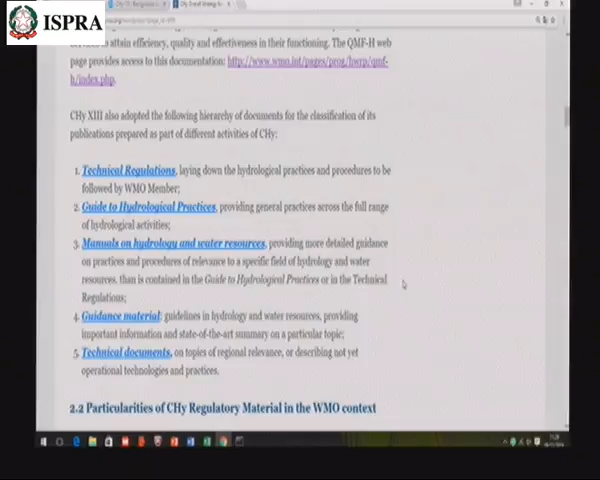 ISPRA
to attain efficiency, quality and effectiveness in their functioning. The QMF-H web
page provides access to this documentation: http://www.wmo.int/pages/prog/hwrp/qmf-
h/index.php.
CHy XIII also adopted the following hierarchy of documents for the classification of its
publications prepared as part of different activities of CHy:
1. Technical Regulations, laying down the hydrological practices and procedures to be
followed by WMO Member;
2. Guide to Hydrological Practices, providing general practices across the full range
of hydrological activities;
3. Manuals on hydrology and water resources, providing more detailed guidance
on practices and procedures of relevance to a specific field of hydrology and water
resources, than is contained in the Guide to Hydrological Practices or in the Technical
Regulations;
4. Guidance material: guidelines in hydrology and water resources, providing
important information and state-of-the-art summary on a particular topic;
5. Technical documents, on topics of regional relevance, or describing not yet
operational technologies and practices.
2.2 Particularities of CHy Regulatory Material in the WMO context